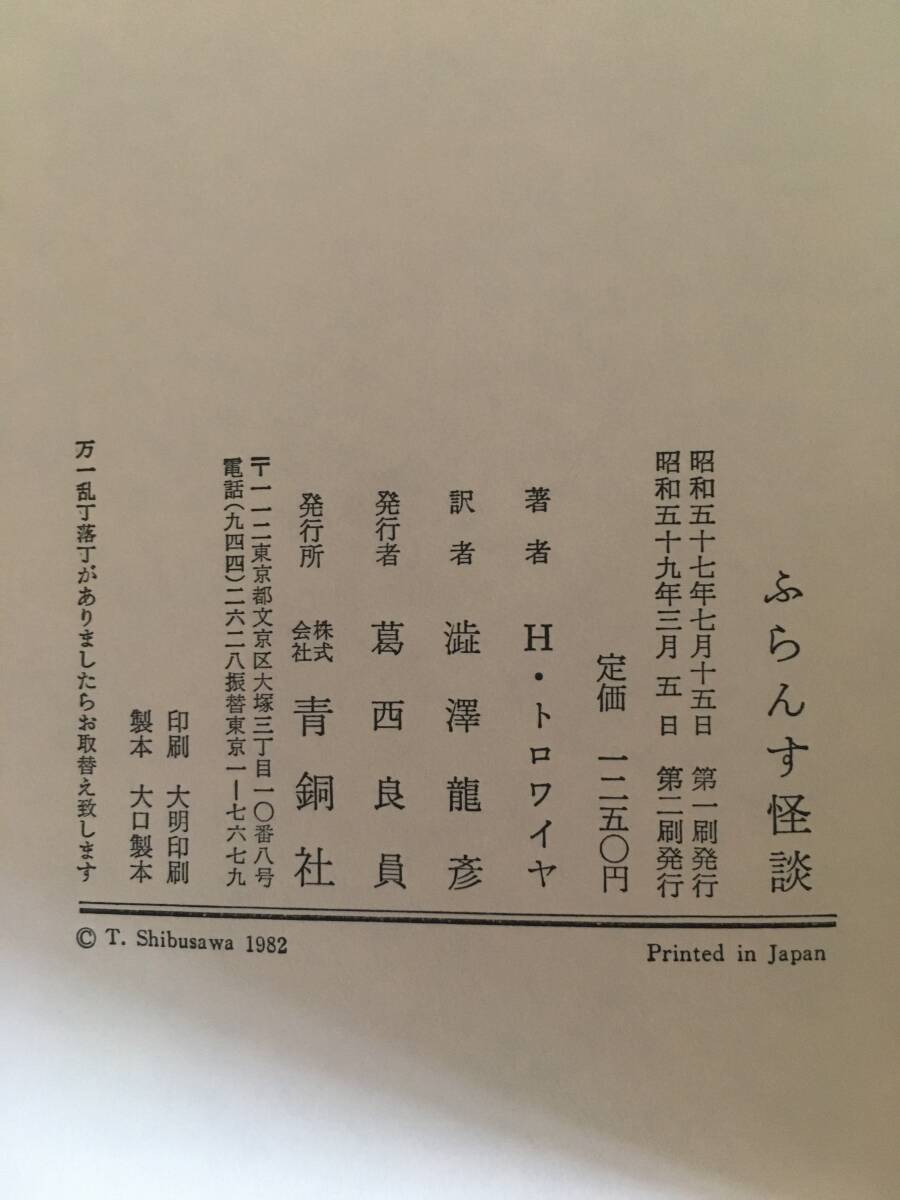 ふらんす怪談
昭和五十七年七月十五日　第一刷発行
昭和五十九年三月　五　日　第二刷発行
定価　一二五〇円
著　者　H・トロワイヤ
訳　者　澁澤龍彥
発行者　葛西良員
発行所　株式会社　青銅社
〒一一二東京都文京区大塚三丁目一〇番八号
電話(九四四)二六二八振替東京一ー七六七九
印刷　大明印刷
製本　大口製本
万一乱丁落丁がありましたらお取替え致します
© T. Shibusawa 1982
Printed in Japan